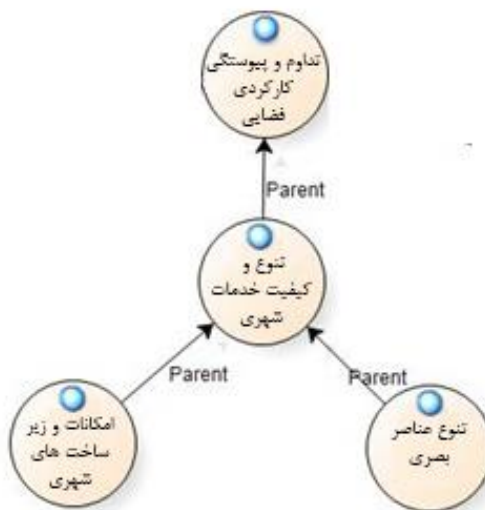 تداوم و پیوستگی
کارکردی
فضایی
Parent
تنوع و
کیفیت خدمات
شهری
Parent
Parent
امکانات و زیر
ساخت های
شهری
تنوع عناصر
بصری